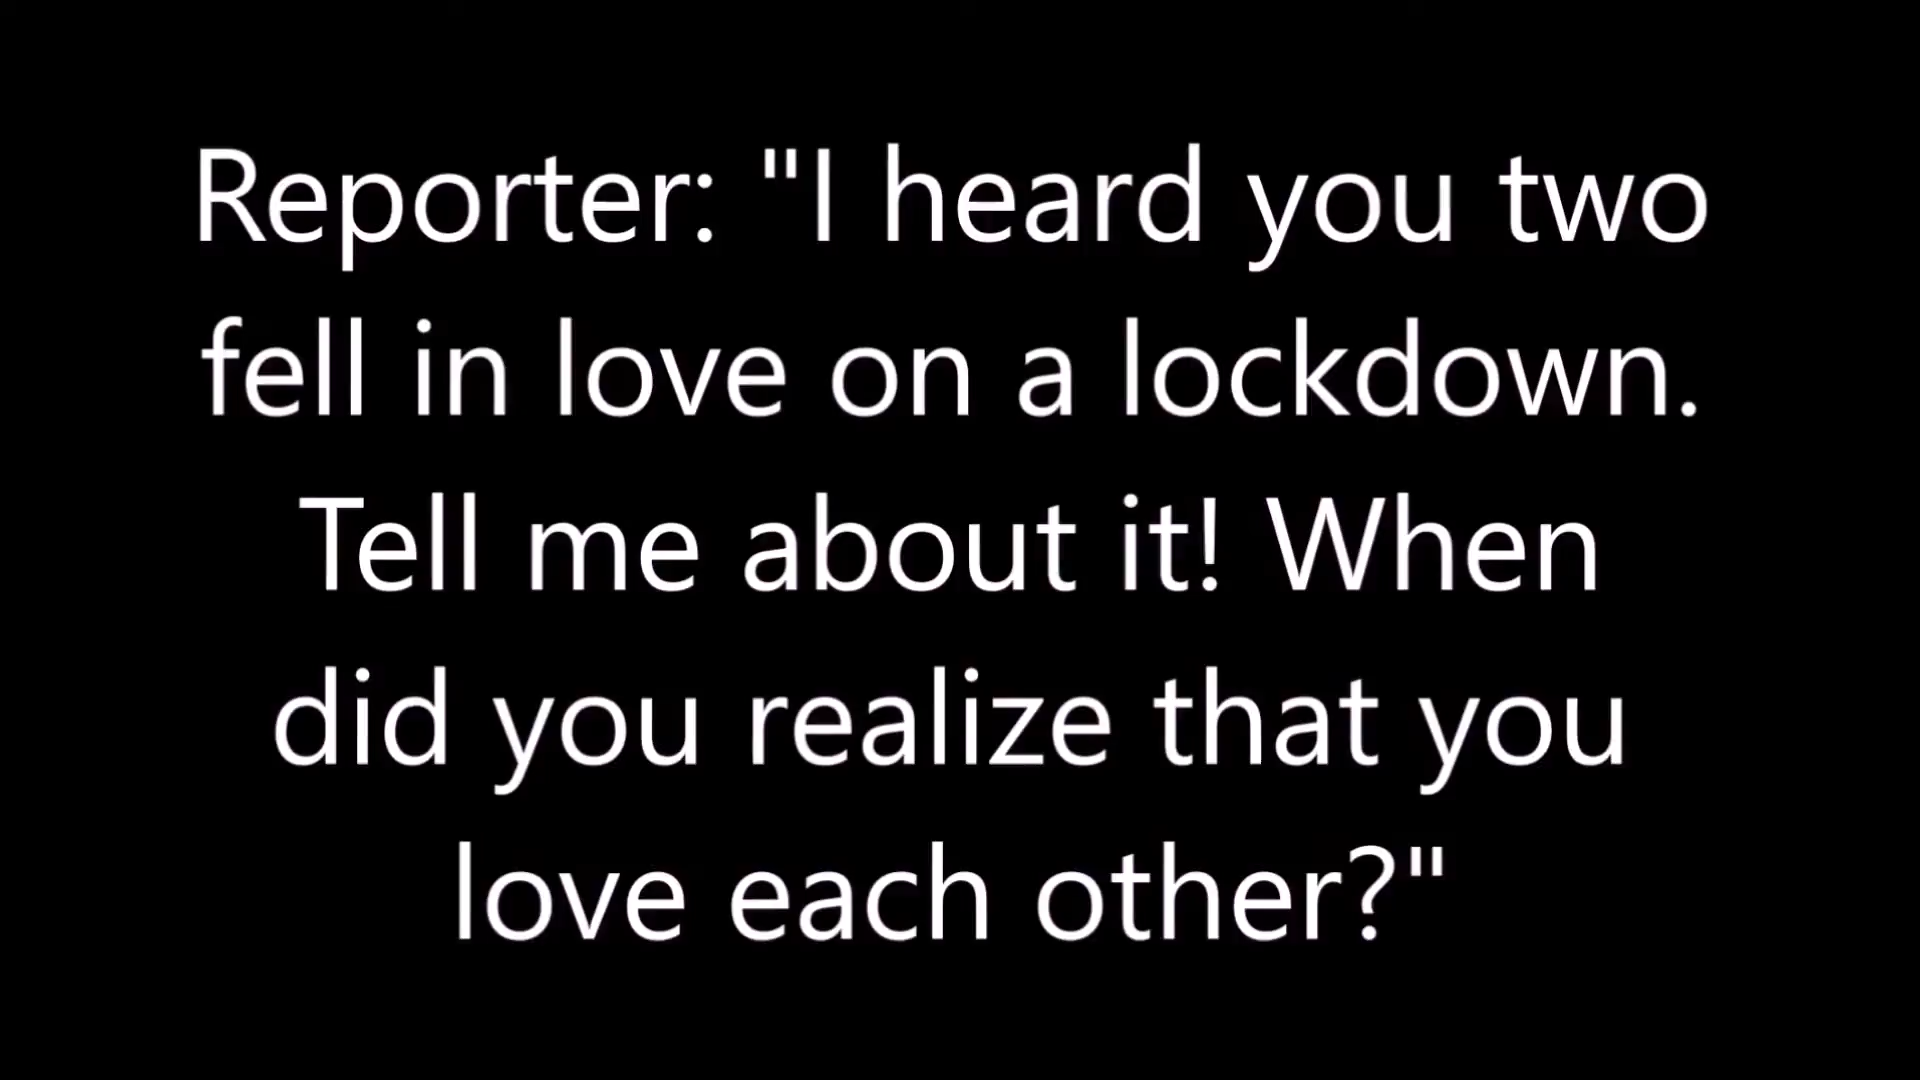 Reporter: "I heard you two
fell in love on a lockdown.
Tell me about it! When
did you realize that you
love each other?"